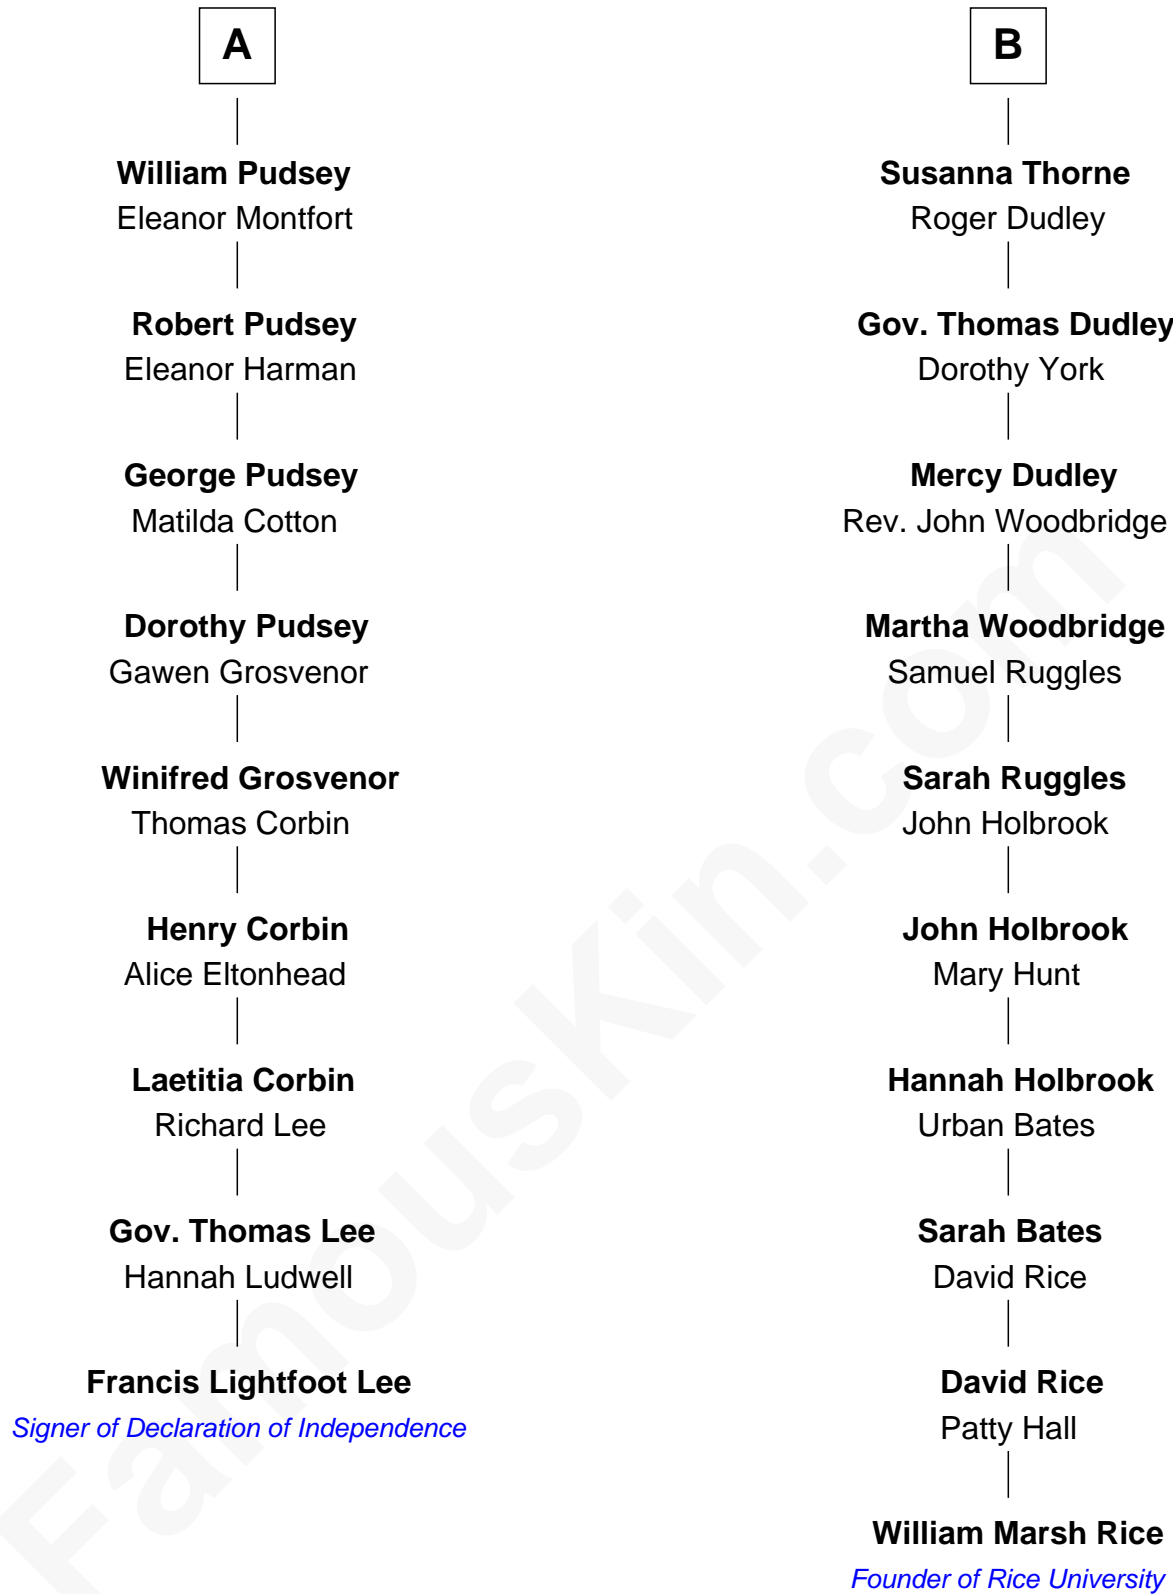 A
William Pudsey
Eleanor Montfort
Robert Pudsey
Eleanor Harman
George Pudsey
Matilda Cotton
Dorothy Pudsey
Gawen Grosvenor
Winifred Grosvenor
Thomas Corbin
Henry Corbin
Alice Eltonhead
Laetitia Corbin
Richard Lee
Gov. Thomas Lee
Hannah Ludwell
Francis Lightfoot Lee
Signer of Declaration of Independence
B
Susanna Thorne
Roger Dudley
Gov. Thomas Dudley
Dorothy York
Mercy Dudley
Rev. John Woodbridge
Martha Woodbridge
Samuel Ruggles
Sarah Ruggles
John Holbrook
John Holbrook
Mary Hunt
Hannah Holbrook
Urban Bates
Sarah Bates
David Rice
David Rice
Patty Hall
William Marsh Rice
Founder of Rice University
FamousKin.com